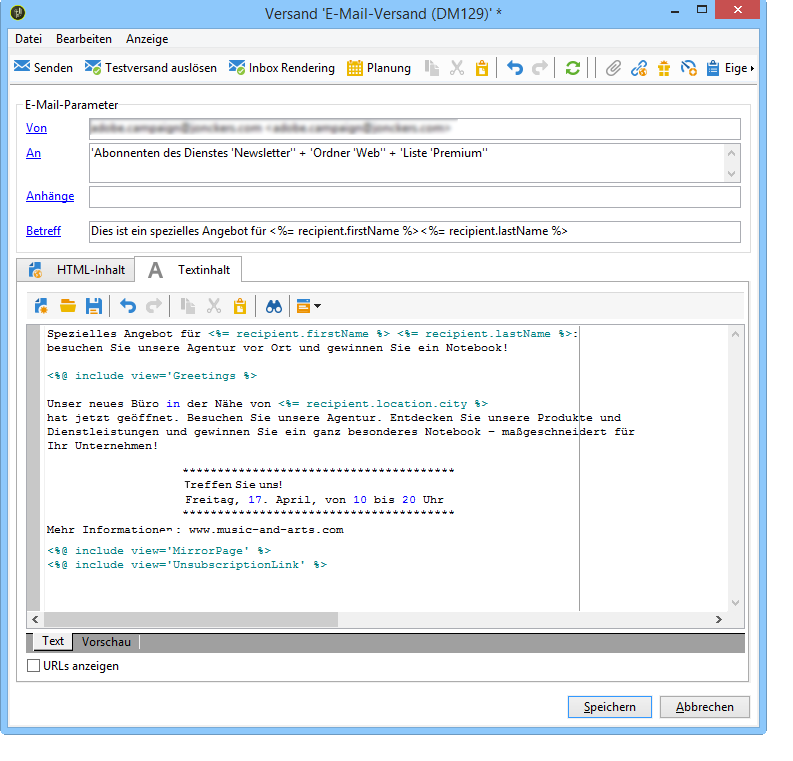 Versand 'E-Mail-Versand (DM129)' *
Datei Bearbeiten Anzeige
Senden Testversand auslösen Inbox Rendering Planung Eige
E-Mail-Parameter
Von
An 'Abonnenten des Dienstes 'Newsletter'' + 'Ordner 'Web'' + 'Liste 'Premium''
Anhänge
Betreff Dies ist ein spezielles Angebot für <%= recipient.firstName %><%= recipient.lastName %>
HTML-Inhalt A Textinhalt
Spezielles Angebot für <%= recipient.firstName %> <%= recipient.lastName %>:
besuchen Sie unsere Agentur vor Ort und gewinnen Sie ein Notebook!
<%@ include view='Greetings %>
Unser neues Büro in der Nähe von <%= recipient.location.city %>
hat jetzt geöffnet. Besuchen Sie unsere Agentur. Entdecken Sie unsere Produkte und
Dienstleistungen und gewinnen Sie ein ganz besonderes Notebook – maßgeschneidert für
Ihr Unternehmen!
***************************************
Treffen Sie uns!
Freitag, 17. April, von 10 bis 20 Uhr
***************************************
Mehr Informationen: www.music-and-arts.com
<%@ include view='MirrorPage' %>
<%@ include view='UnsubscriptionLink' %>
Text Vorschau
URLs anzeigen
Speichern Abbrechen